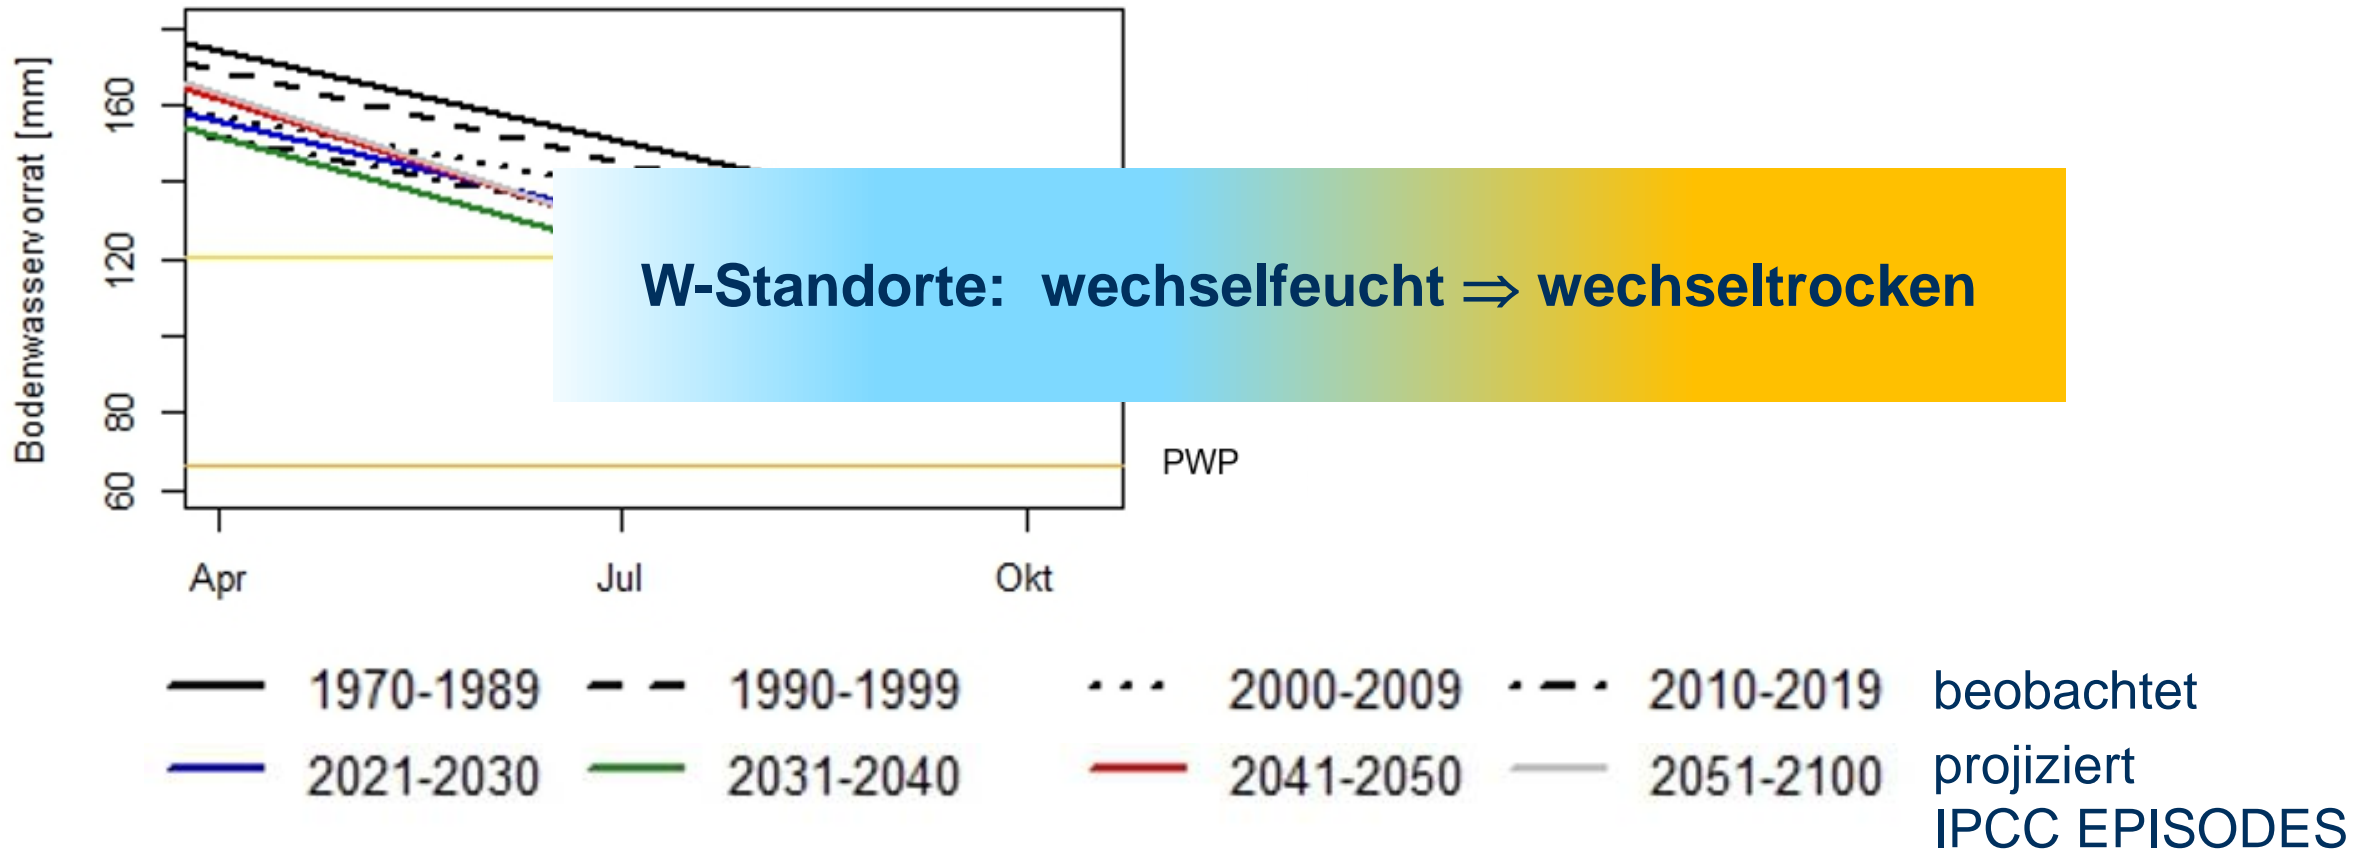 Bodenwasservorrat [mm]
160
120
80
60
W-Standorte: wechselfeucht ⇒ wechseltrocken
PWP
Apr Jul Okt
1970-1989 1990-1999 2000-2009 2010-2019 beobachtet
2021-2030 2031-2040 2041-2050 2051-2100 projiziert
IPCC EPISODES